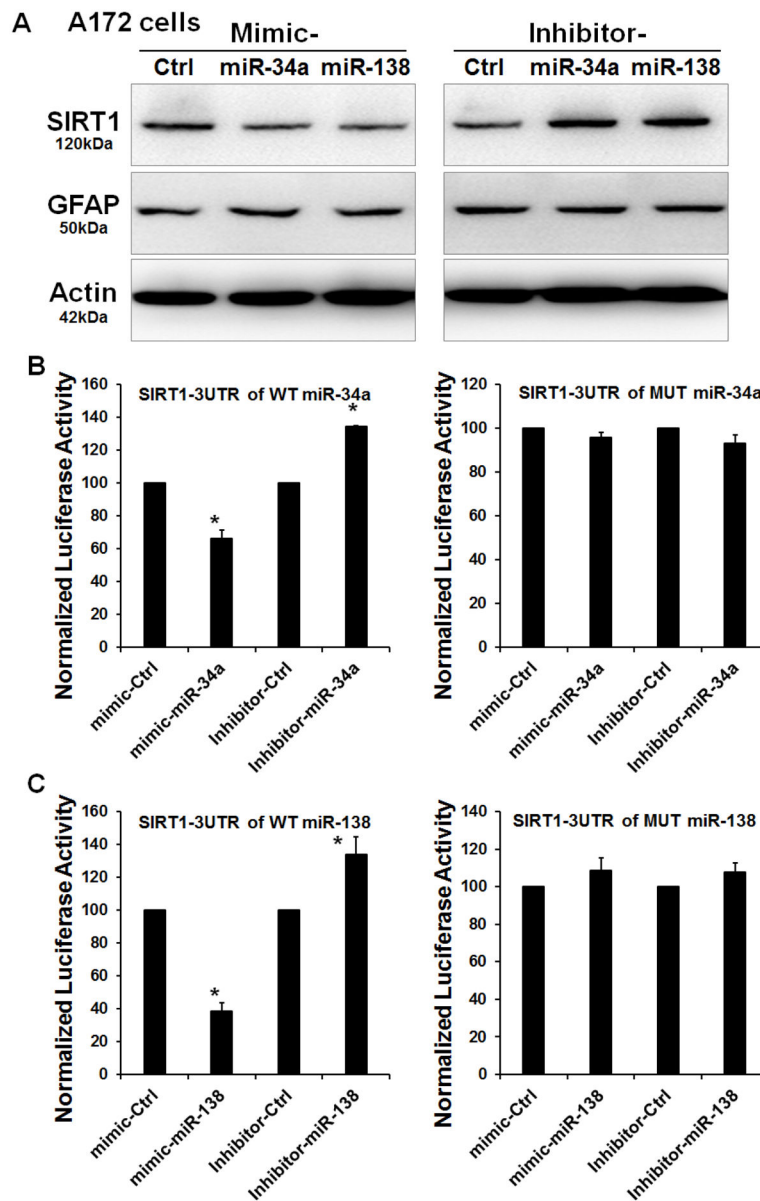 A A172 cells
Mimic- Inhibitor-
Ctrl miR-34a miR-138 Ctrl miR-34a miR-138
SIRT1
120kDa
GFAP
50kDa
Actin
42kDa
B
SIRT1-3UTR of WT miR-34a
Normalized Luciferase Activity
160
140
120
100
80
60
40
20
0
*
*
mimic-Ctrl
mimic-miR-34a
Inhibitor-Ctrl
Inhibitor-miR-34a
SIRT1-3UTR of MUT miR-34a
Normalized Luciferase Activity
120
100
80
60
40
20
0
mimic-Ctrl
mimic-miR-34a
Inhibitor-Ctrl
Inhibitor-miR-34a
C
SIRT1-3UTR of WT miR-138
Normalized Luciferase Activity
160
140
120
100
80
60
40
20
0
*
*
mimic-Ctrl
mimic-miR-138
Inhibitor-Ctrl
Inhibitor-miR-138
SIRT1-3UTR of MUT miR-138
Normalized Luciferase Activity
140
120
100
80
60
40
20
0
mimic-Ctrl
mimic-miR-138
Inhibitor-Ctrl
Inhibitor-miR-138